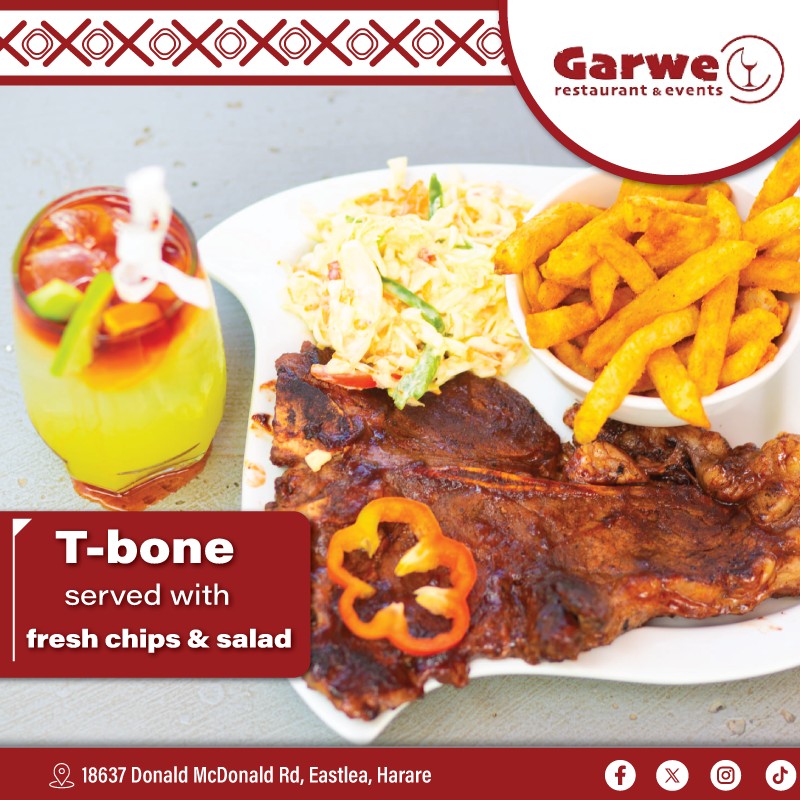 Garwe
restaurant & events
T-bone
served with
fresh chips & salad
18637 Donald McDonald Rd, Eastlea, Harare